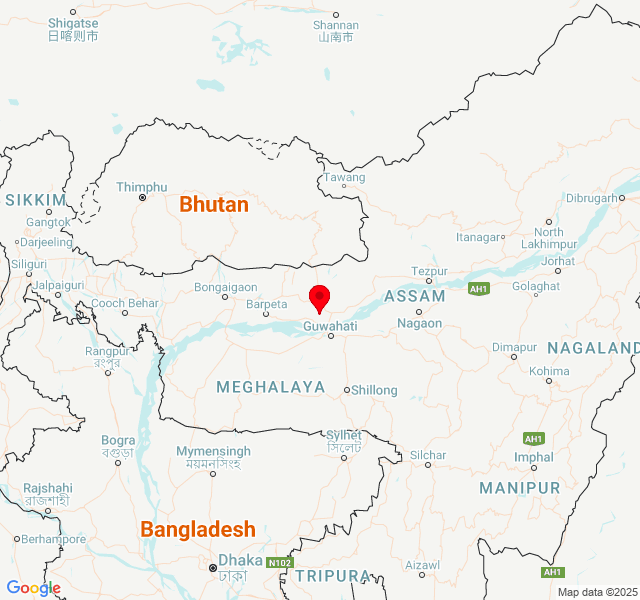 Shigatse
日喀则市
Shannan
山南市
Tawang
Thimphu
Bhutan
SIKKIM
Gangtok
Darjeeling
Dibrugarh
North
Lakhimpur
Itanagar
Siliguri
Jalpaiguri
Cooch Behar
Bongaigaon
Barpeta
Tezpur
ASSAM
AH1
Jorhat
Golaghat
Guwahati
Nagaon
Rangpur
রংপুর
Dimapur
NAGALAND
Kohima
MEGHALAYA
Shillong
Bogra
বগুড়া
Mymensingh
ময়মনসিংহ
Sylhet
সিলেট
Silchar
AH1
Imphal
MANIPUR
Rajshahi
রাজশাহী
Berhampore
Bangladesh
Dhaka
ঢাকা
N102
TRIPURA
Aizawl
AH1
Google
Map data ©2025